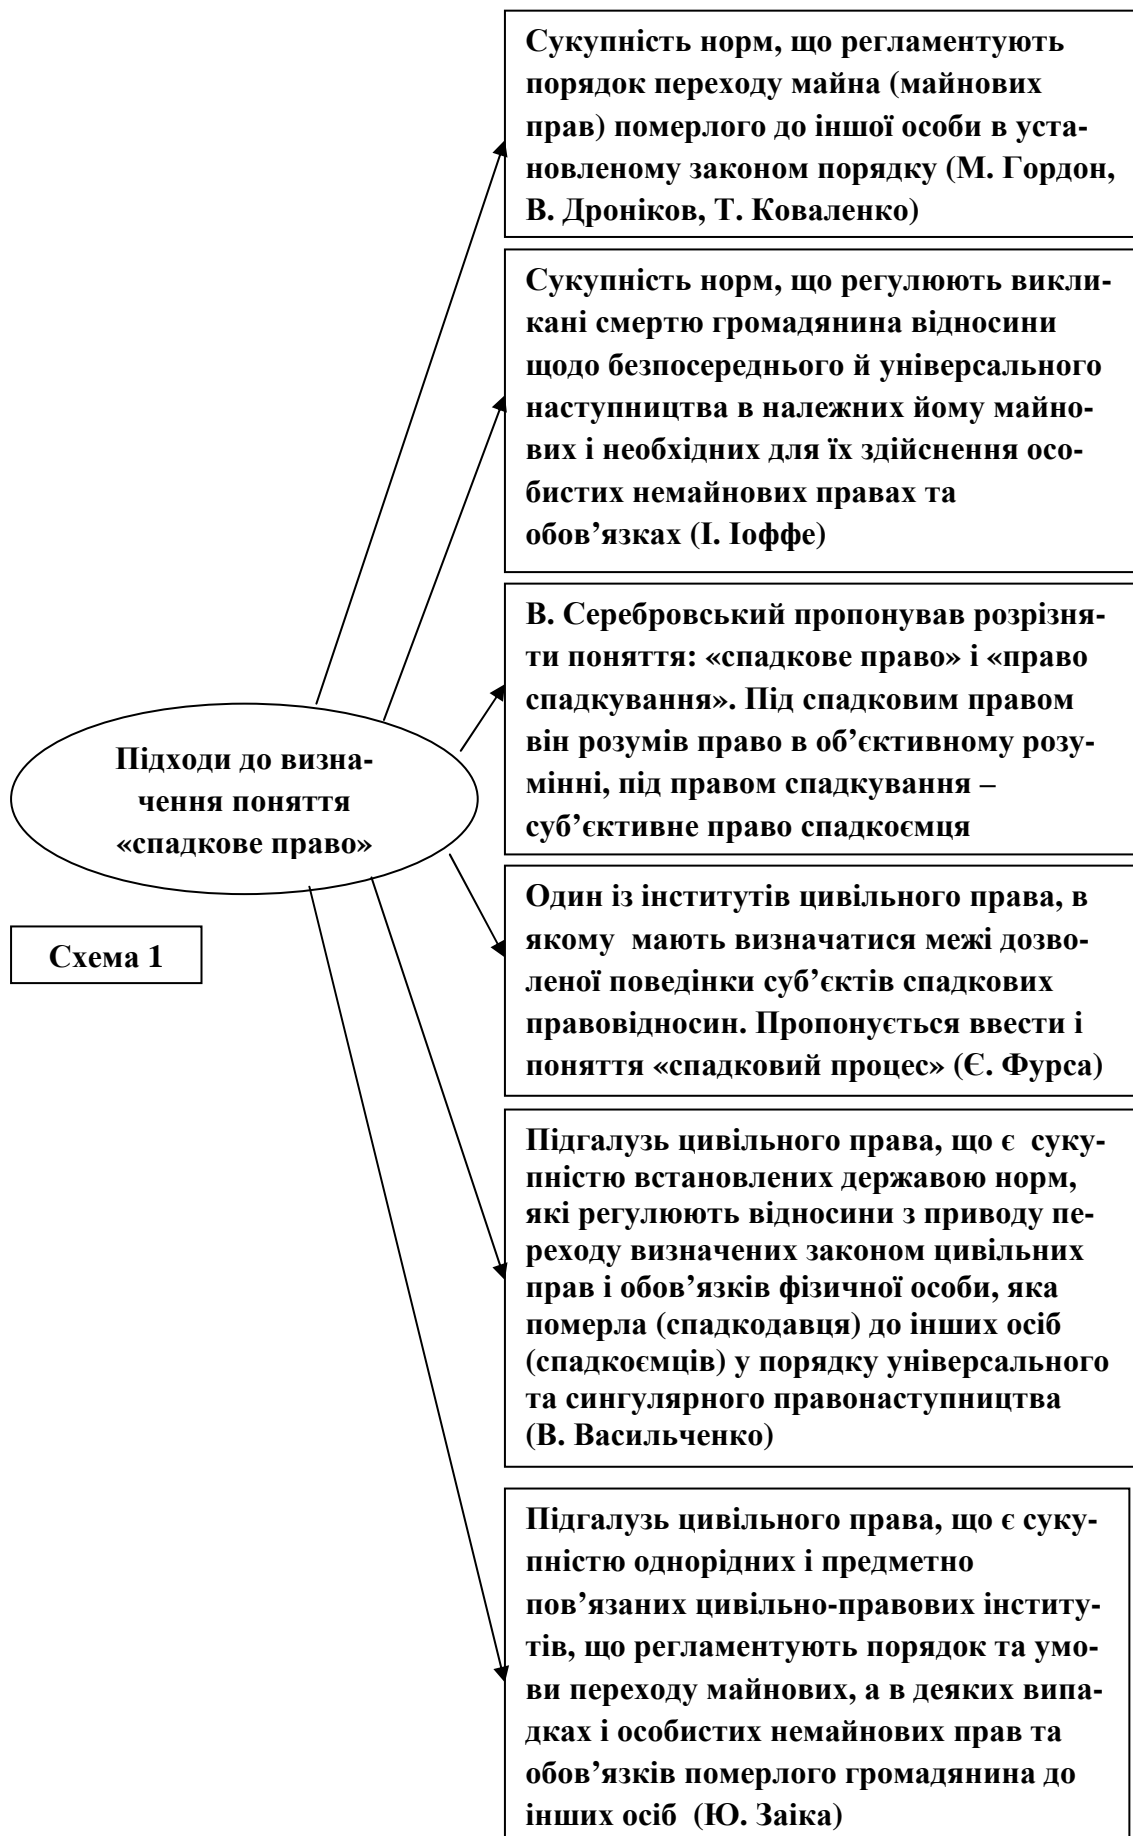 Сукупність норм, що регламентують
порядок переходу майна (майнових
прав) померлого до іншої особи в уста-
новленому законом порядку (М. Гордон,
В. Дроніков, Т. Коваленко)
Сукупність норм, що регулюють викли-
кані смертю громадянина відносини
щодо безпосереднього й універсального
наступництва в належних йому майно-
вих і необхідних для їх здійснення осо-
бистих немайнових правах та
обов’язках (І. Іоффе)
В. Серебровський пропонував розрізня-
ти поняття: «спадкове право» і «право
спадкування». Під спадковим правом
він розумів право в об’єктивному розу-
мінні, під правом спадкування –
суб’єктивне право спадкоємця
Підходи до визна-
чення поняття
«спадкове право»
Схема 1
Один із інститутів цивільного права, в
якому  мають визначатися межі дозво-
леної поведінки суб’єктів спадкових
правовідносин. Пропонується ввести і
поняття «спадковий процес» (Є. Фурса)
Підгалузь цивільного права, що є  суку-
пністю встановлених державою норм,
які регулюють відносини з приводу пе-
реходу визначених законом цивільних
прав і обов’язків фізичної особи, яка
померла (спадкодавця) до інших осіб
(спадкоємців) у порядку універсального
та сингулярного правонаступництва
(В. Васильченко)
Підгалузь цивільного права, що є суку-
пністю однорідних і предметно
пов’язаних цивільно-правових інститу-
тів, що регламентують порядок та умо-
ви переходу майнових, а в деяких випа-
дках і особистих немайнових прав та
обов’язків померлого громадянина до
інших осіб  (Ю. Заіка)